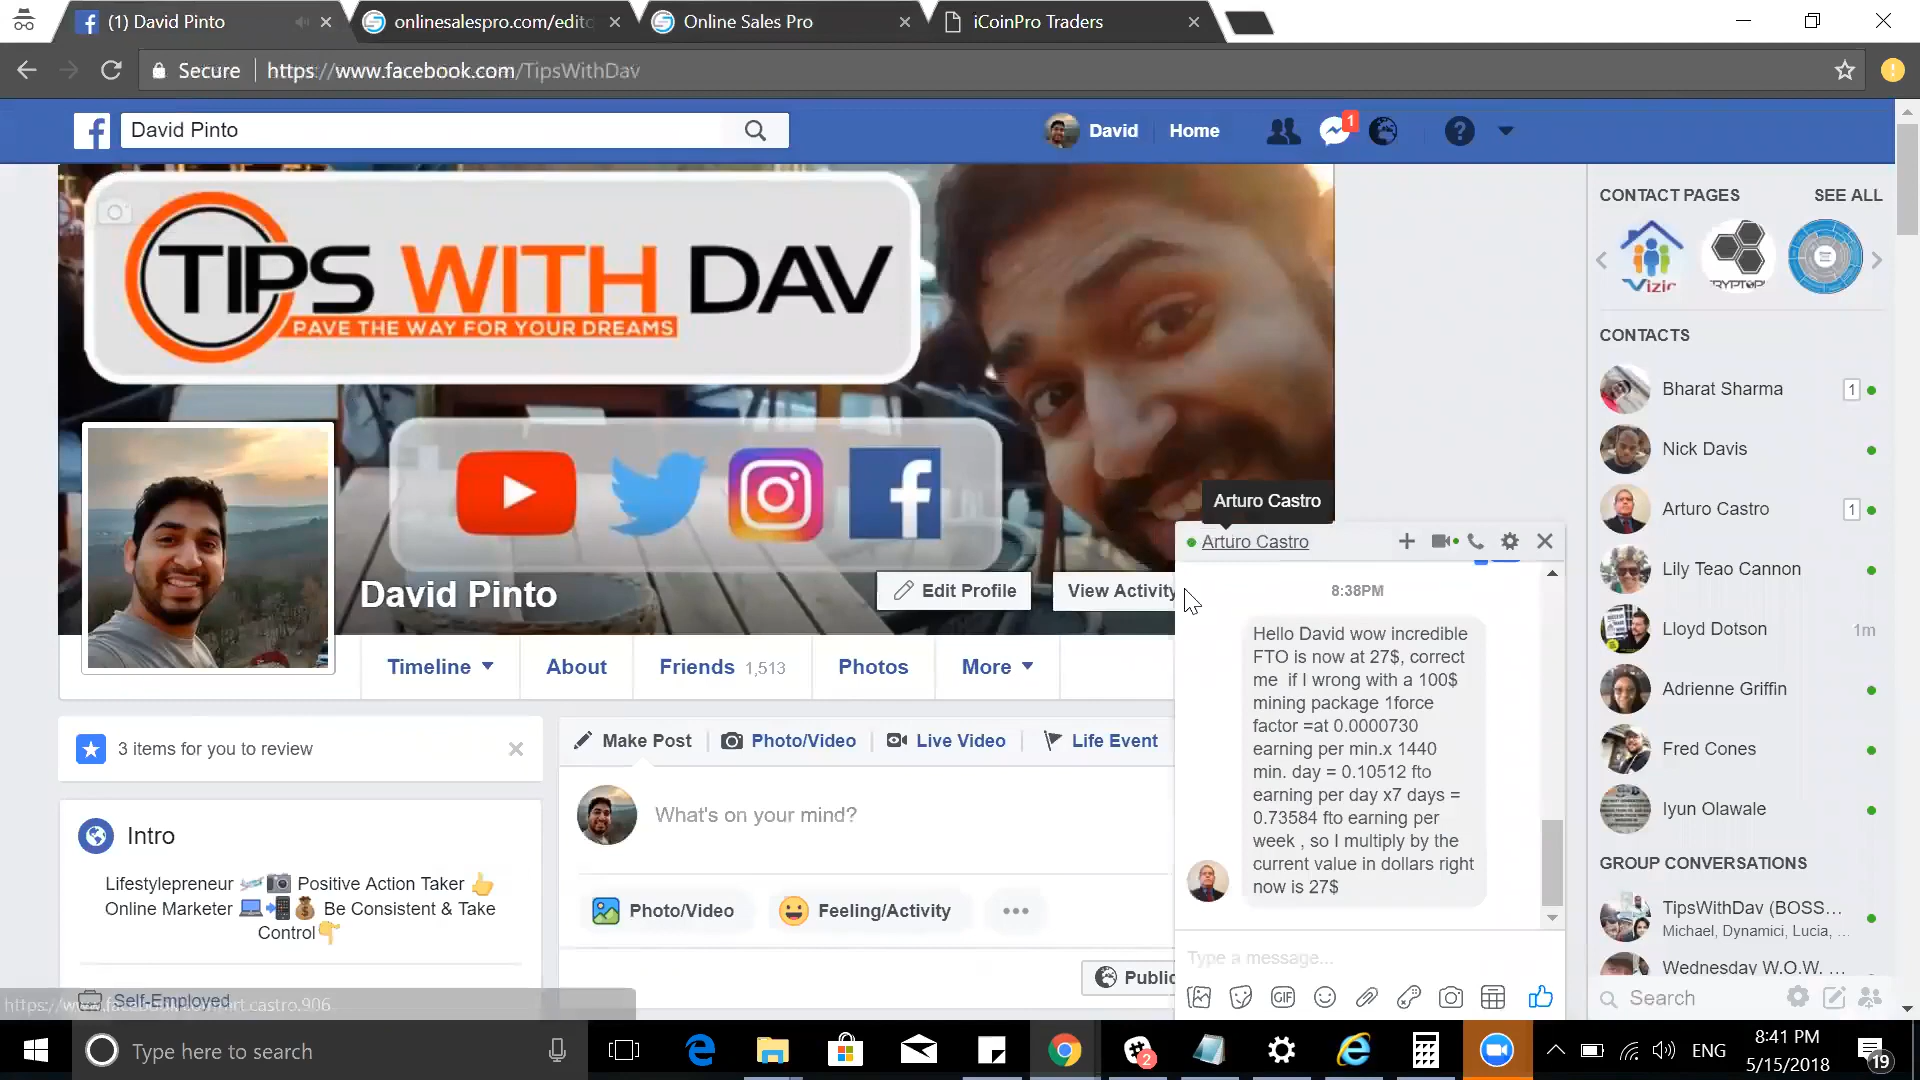 (1) David Pinto
onlinesalespro.com/edito
Online Sales Pro
iCoinPro Traders
Secure
https://www.facebook.com/TipsWithDav
David Pinto
David
Home
1
?
TIPS WITH DAV
PAVE THE WAY FOR YOUR DREAMS
David Pinto
Edit Profile
View Activity
Timeline
About
Friends 1,513
Photos
More
3 items for you to review
Intro
Lifestylepreneur Positive Action Taker
Online Marketer Be Consistent & Take
Control
Self-Employed
Make Post
Photo/Video
Live Video
Life Event
What's on your mind?
Photo/Video
Feeling/Activity
Public
Arturo Castro
Arturo Castro
8:38PM
Hello David wow incredible
FTO is now at 27$, correct
me if I wrong with a 100$
mining package 1force
factor =at 0.0000730
earning per min.x 1440
min. day = 0.10512 fto
earning per day x7 days =
0.73584 fto earning per
week , so I multiply by the
current value in dollars right
now is 27$
Type a message...
GIF
CONTACT PAGES
SEE ALL
CONTACTS
Bharat Sharma
1
Nick Davis
Arturo Castro
1
Lily Teao Cannon
Lloyd Dotson
1m
Adrienne Griffin
Fred Cones
Iyun Olawale
GROUP CONVERSATIONS
TipsWithDav (BOSS...
Michael, Dynamici, Lucia, ...
Wednesday W.O.W. ...
Search
Type here to search
2
ENG
8:41 PM
5/15/2018
19